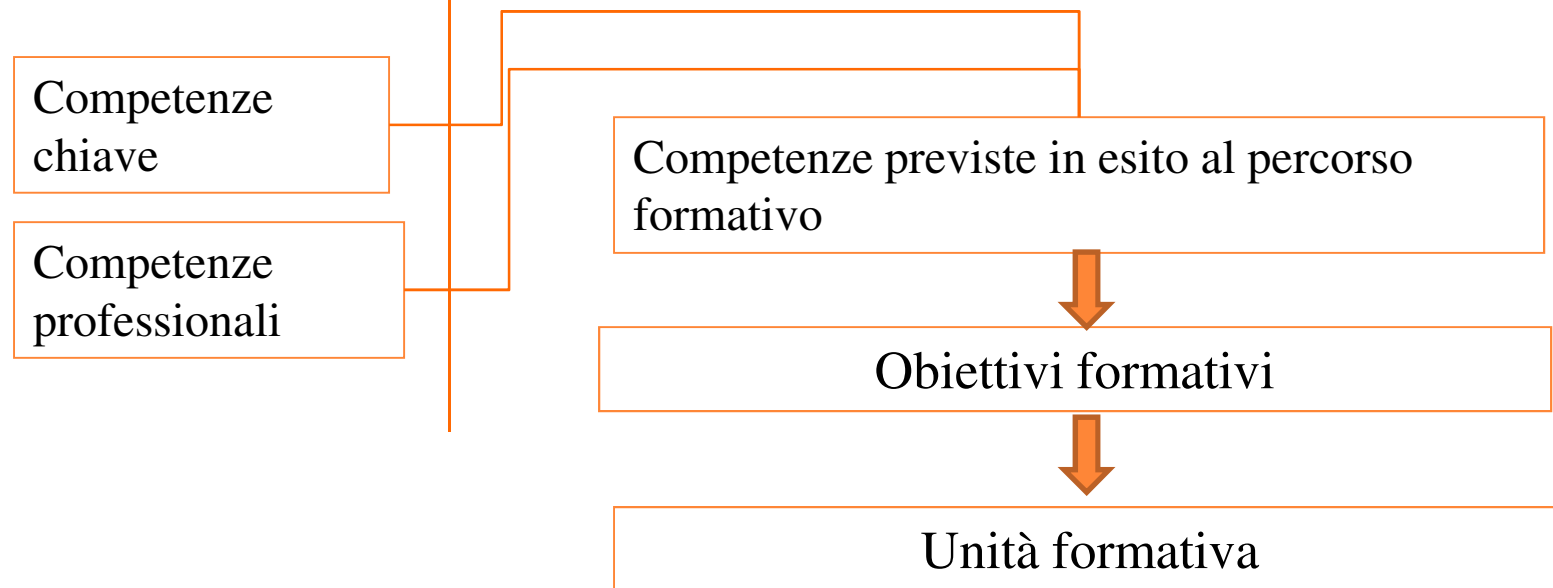 Competenze
chiave
Competenze
professionali
Competenze previste in esito al percorso
formativo
Obiettivi formativi
Unità formativa